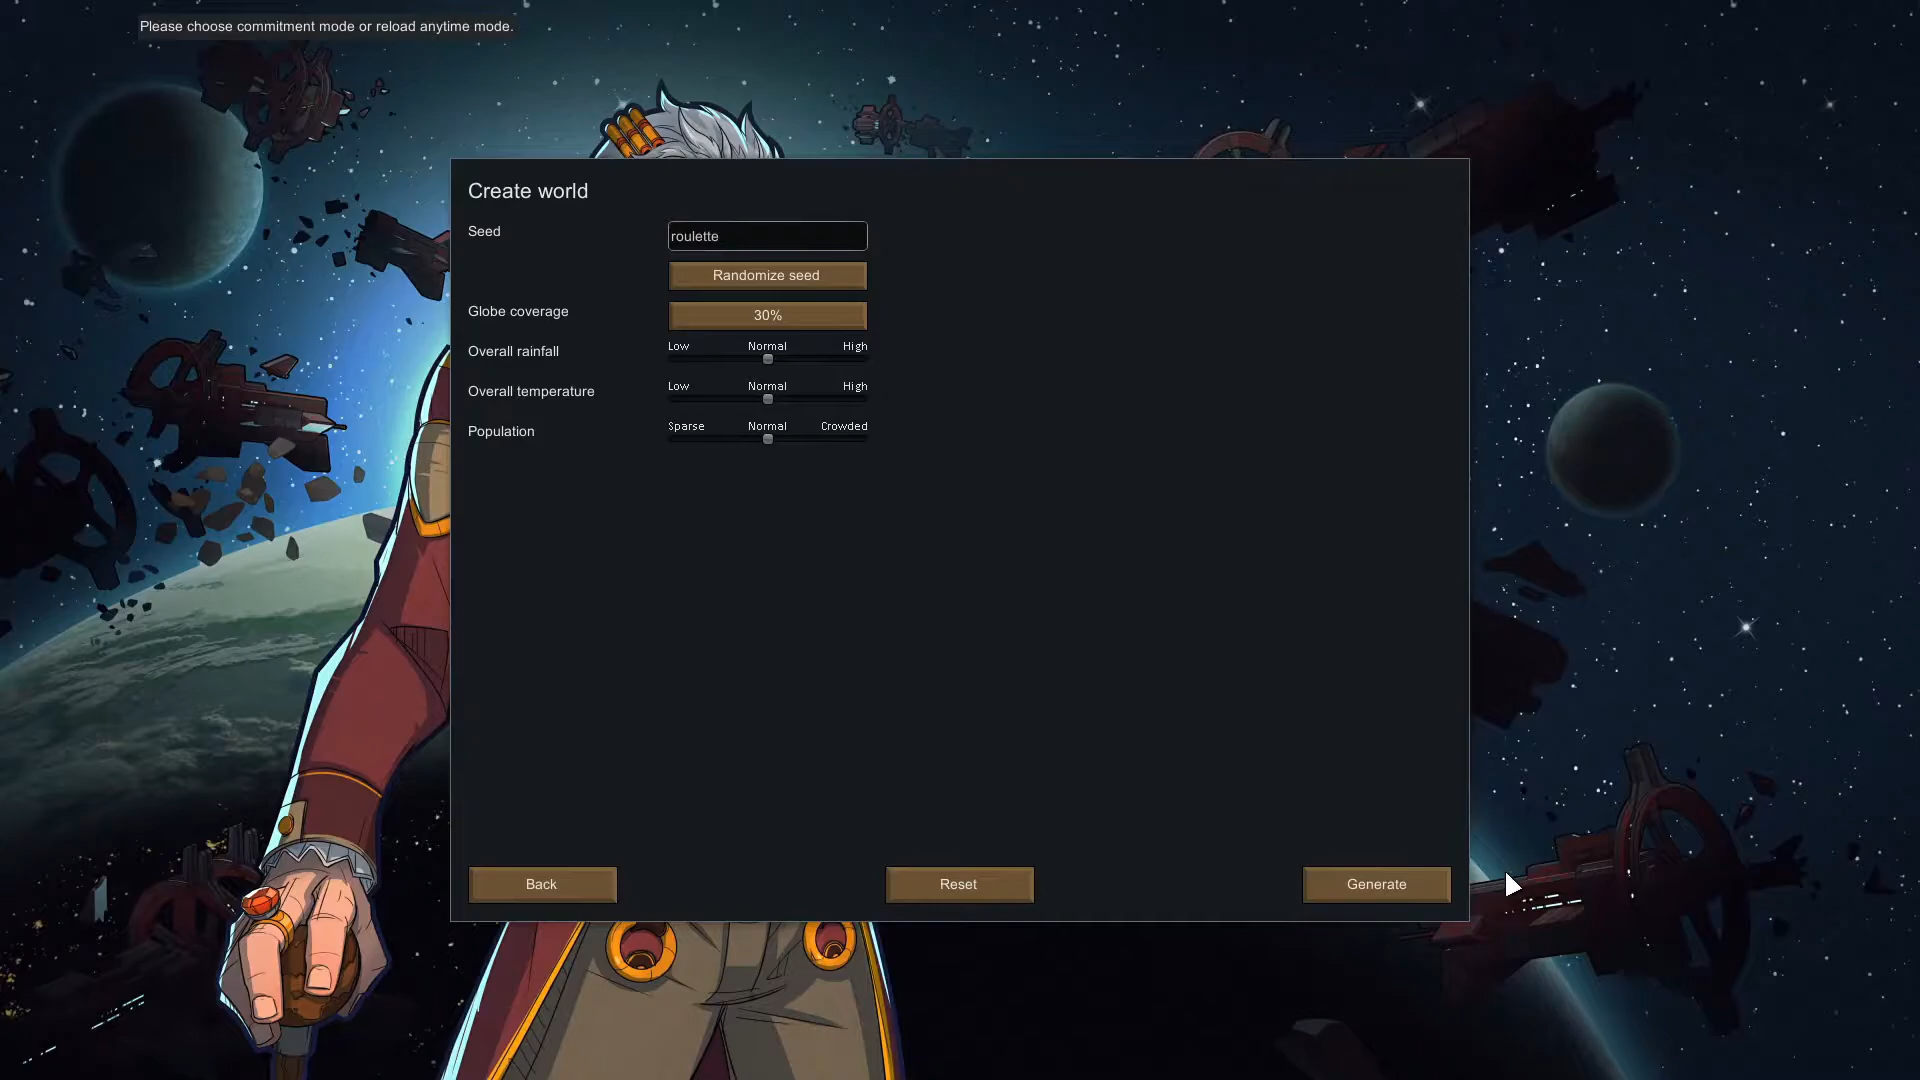 Please choose commitment mode or reload anytime mode.
Create world
Seed
roulette
Randomize seed
Globe coverage
30%
Overall rainfall
Low Normal High
Overall temperature
Low Normal High
Population
Sparse Normal Crowded
Back
Reset
Generate